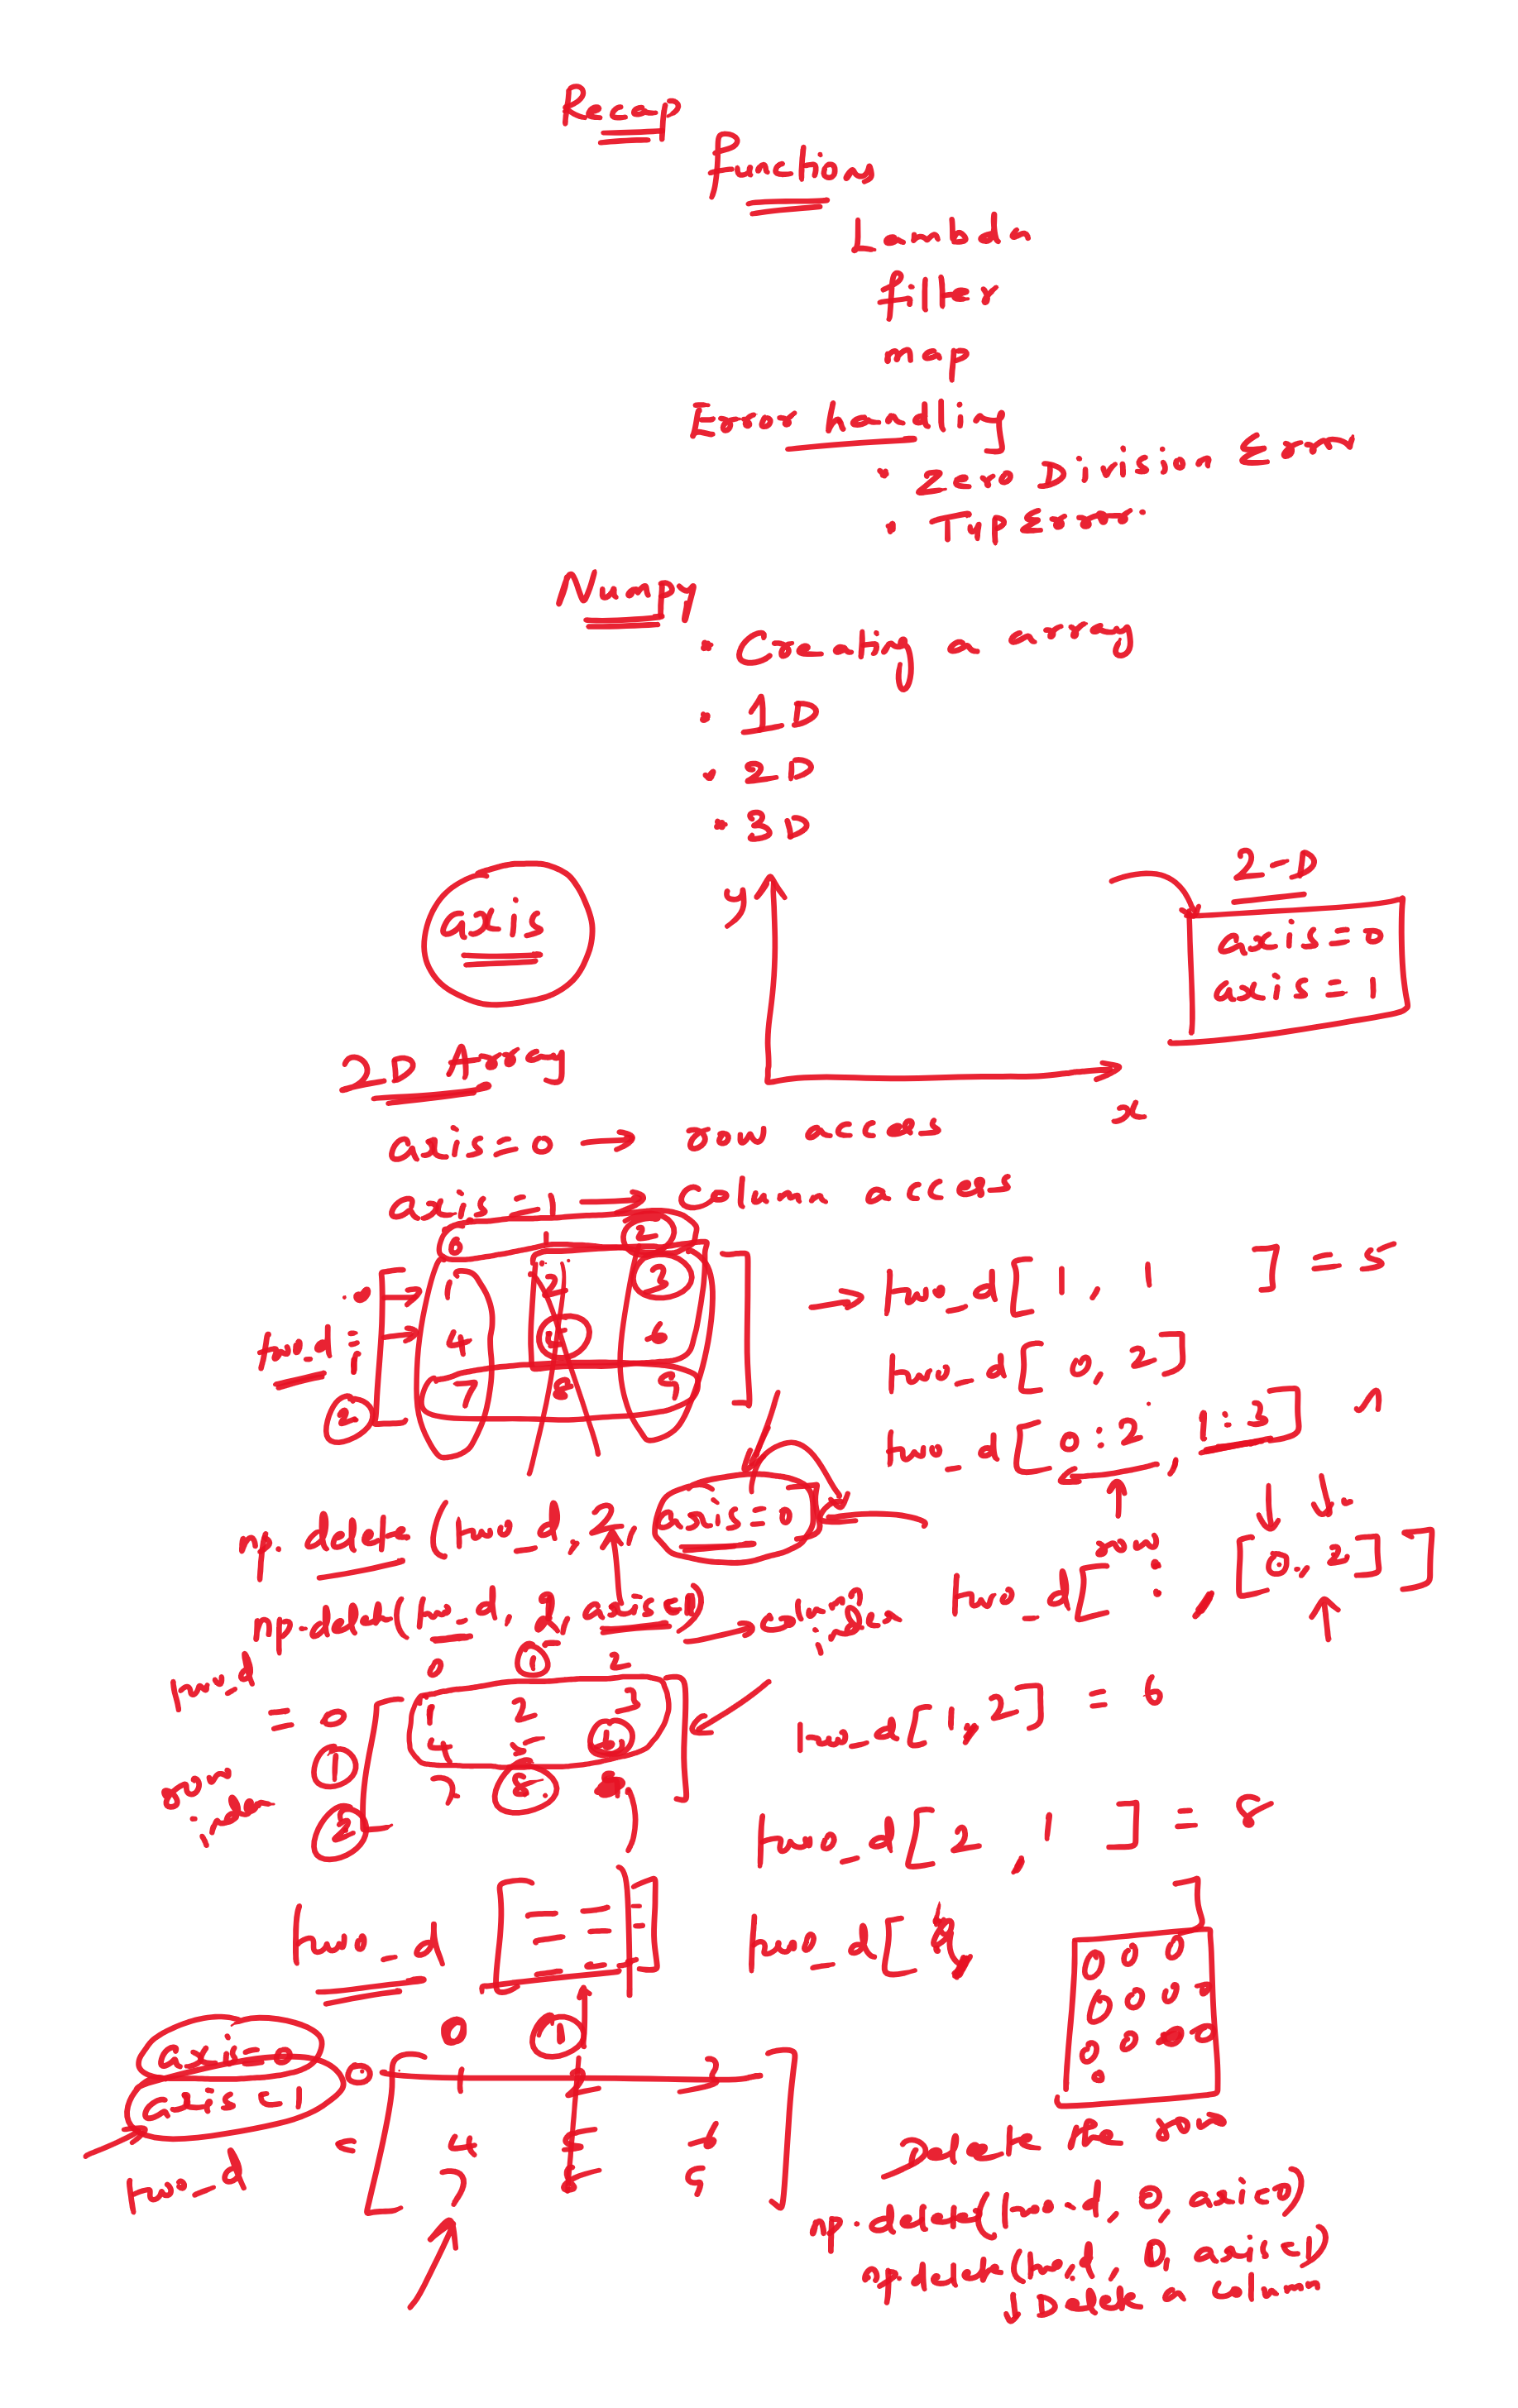 Recap
Functions
Lambda
filter
map
Error handling
• Zero Division Error
• Typ Error.
Numpy
• Creating a array
• 1D
• 2D
• 3D
axis
y
x
2-D
axis=0
axis=1
2D Array
axis=0 → row access
axis=1 → column access
0 1 2
0 1 2 3
two_d = 1 4 5 6
2 7 8 9
→ two_d[1, 1] = 5
two_d[0, 2]
two_d[0:2, 1:3]
np. delete (two_d, 2, axis=0)
row
two_d[ : , [0, 2]]
np.delete(two_d, 2, axis=1) → column index
0 1 2
two_d = 0 1 2 3
1 4 5 6
row index 2 7 8
two_d[1, 2] = 6
two_d[2, 1] = 8
two_d
two_d[
0 0 0
0 0 0 0
0 0 0 0
0
axis=0
axis=1
0 1
0 1 2 3
two_d = 4 5 6
7 8 9
Delete the row
np.delete(two_d, 0, axis=0)
np.delete(two_d, 0, axis=1)
↓ Delete a column